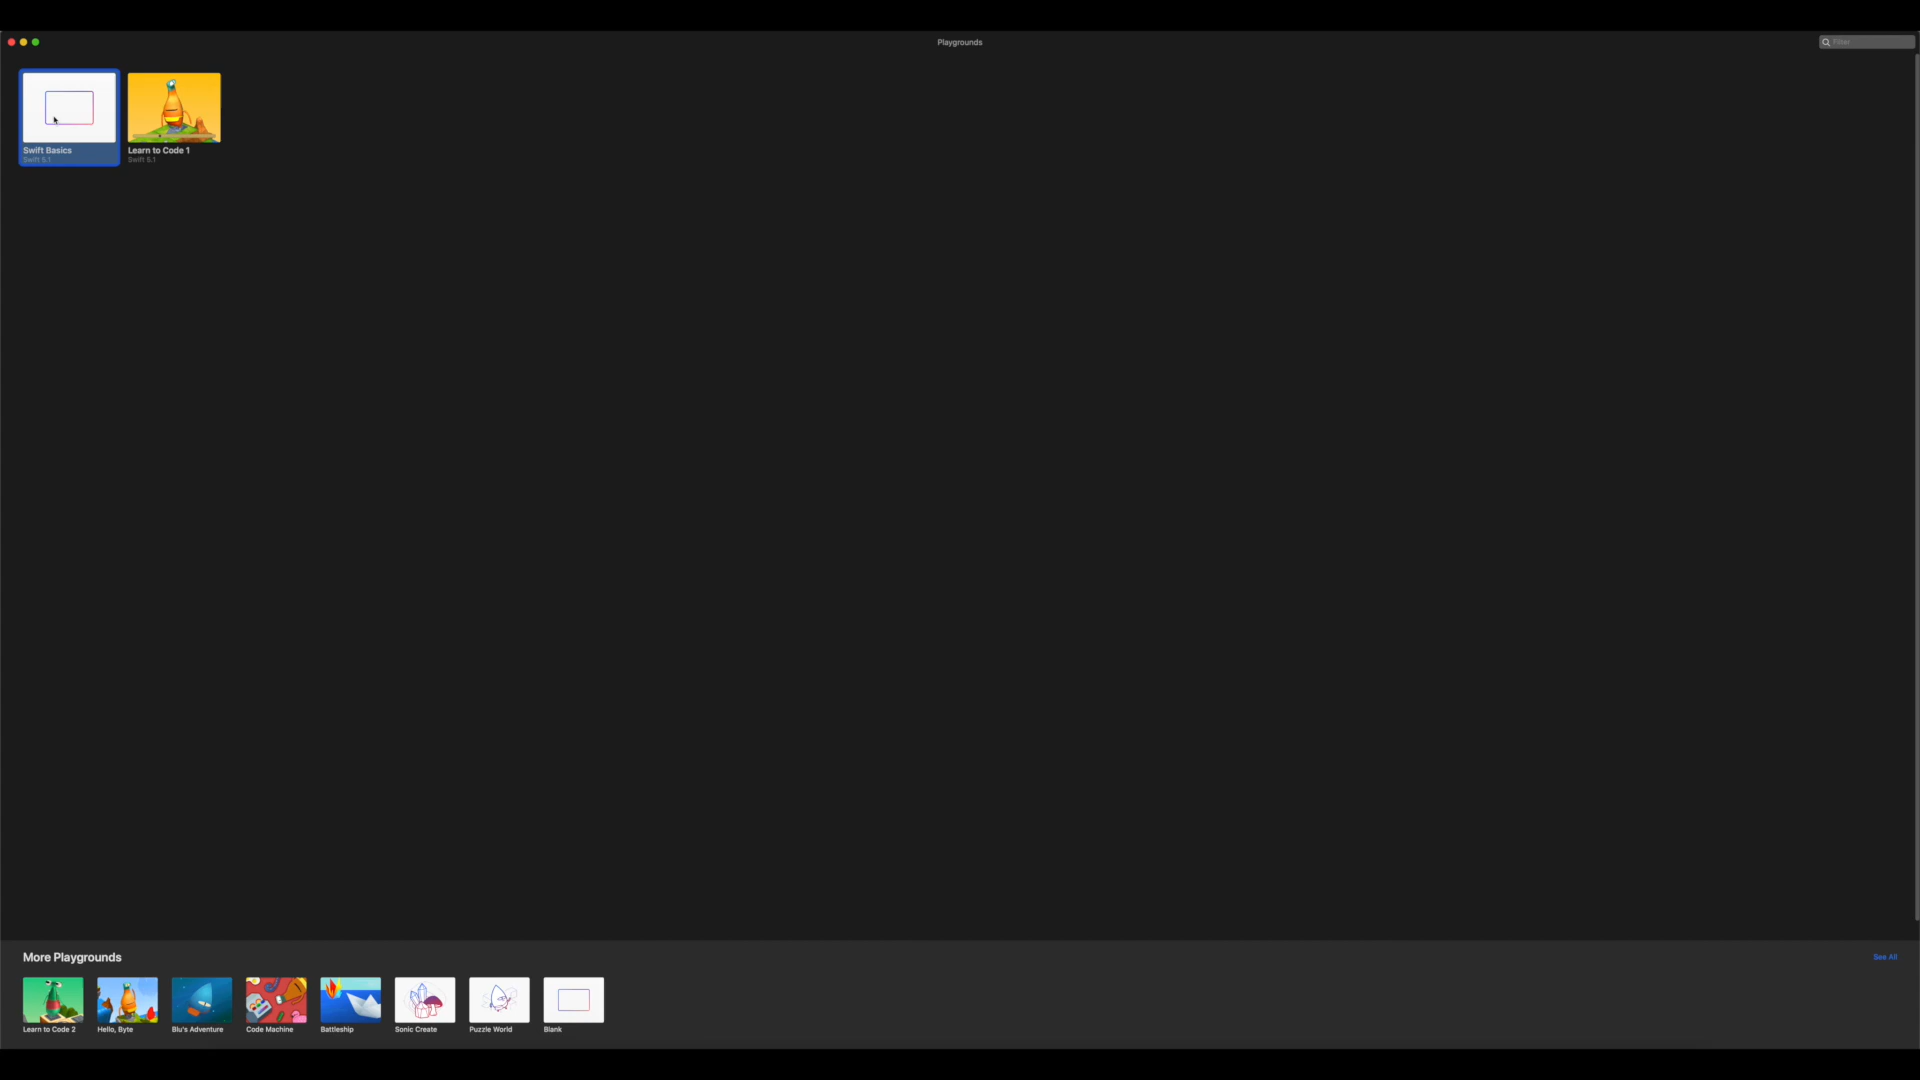 Playgrounds
Filter
Swift Basics
Swift 5.1
Learn to Code 1
Swift 5.1
More Playgrounds
See All
Learn to Code 2
Hello, Byte
Blu's Adventure
Code Machine
Battleship
Sonic Create
Puzzle World
Blank